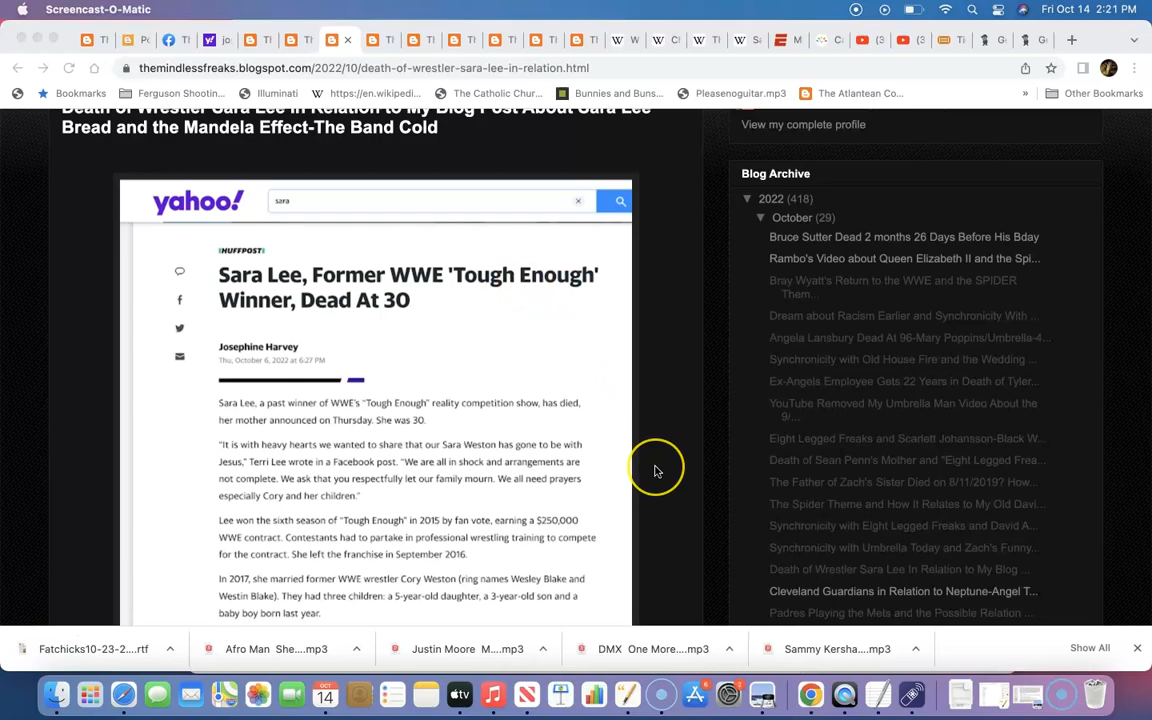 Screencast-O-Matic
Fri Oct 14 2:21 PM
themindlessfreaks.blogspot.com/2022/10/death-of-wrestler-sara-lee-in-relation.html
Bookmarks
Ferguson Shootin...
Illuminati
https://en.wikipedi...
The Catholic Churc...
Bunnies and Buns...
Pleasenoguitar.mp3
The Atlantean Co...
»
Other Bookmarks
Death of Wrestler Sara Lee In Relation to My Blog Post About Sara Lee
Bread and the Mandela Effect-The Band Cold
yahoo!
sara
HUFFPOST
Sara Lee, Former WWE 'Tough Enough'
Winner, Dead At 30
Josephine Harvey
Thu, October 6, 2022 at 6:27 PM
Sara Lee, a past winner of WWE's "Tough Enough" reality competition show, has died,
her mother announced on Thursday. She was 30.
"It is with heavy hearts we wanted to share that our Sara Weston has gone to be with
Jesus," Terri Lee wrote in a Facebook post. "We are all in shock and arrangements are
not complete. We ask that you respectfully let our family mourn. We all need prayers
especially Cory and her children."
Lee won the sixth season of "Tough Enough" in 2015 by fan vote, earning a $250,000
WWE contract. Contestants had to partake in professional wrestling training to compete
for the contract. She left the franchise in September 2016.
In 2017, she married former WWE wrestler Cory Weston (ring names Wesley Blake and
Westin Blake). They had three children: a 5-year-old daughter, a 3-year-old son and a
baby boy born last year.
View my complete profile
Blog Archive
2022 (418)
October (29)
Bruce Sutter Dead 2 months 26 Days Before His Bday
Rambo's Video about Queen Elizabeth II and the Spi...
Bray Wyatt's Return to the WWE and the SPIDER
Them...
Dream about Racism Earlier and Synchronicity With ...
Angela Lansbury Dead At 96-Mary Poppins/Umbrella-4...
Synchronicity with Old House Fire and the Wedding ...
Ex-Angels Employee Gets 22 Years in Death of Tyler...
YouTube Removed My Umbrella Man Video About the
9/...
Eight Legged Freaks and Scarlett Johansson-Black W...
Death of Sean Penn's Mother and "Eight Legged Frea...
The Father of Zach's Sister Died on 8/11/2019? How...
The Spider Theme and How It Relates to My Old Davi...
Synchronicity with Eight Legged Freaks and David A...
Synchronicity with Umbrella Today and Zach's Funny...
Death of Wrestler Sara Lee In Relation to My Blog ...
Cleveland Guardians in Relation to Neptune-Angel T...
Padres Playing the Mets and the Possible Relation ...
Fatchicks10-23-2....rtf
Afro Man She....mp3
Justin Moore M....mp3
DMX One More....mp3
Sammy Kersha....mp3
Show All
OCT
14